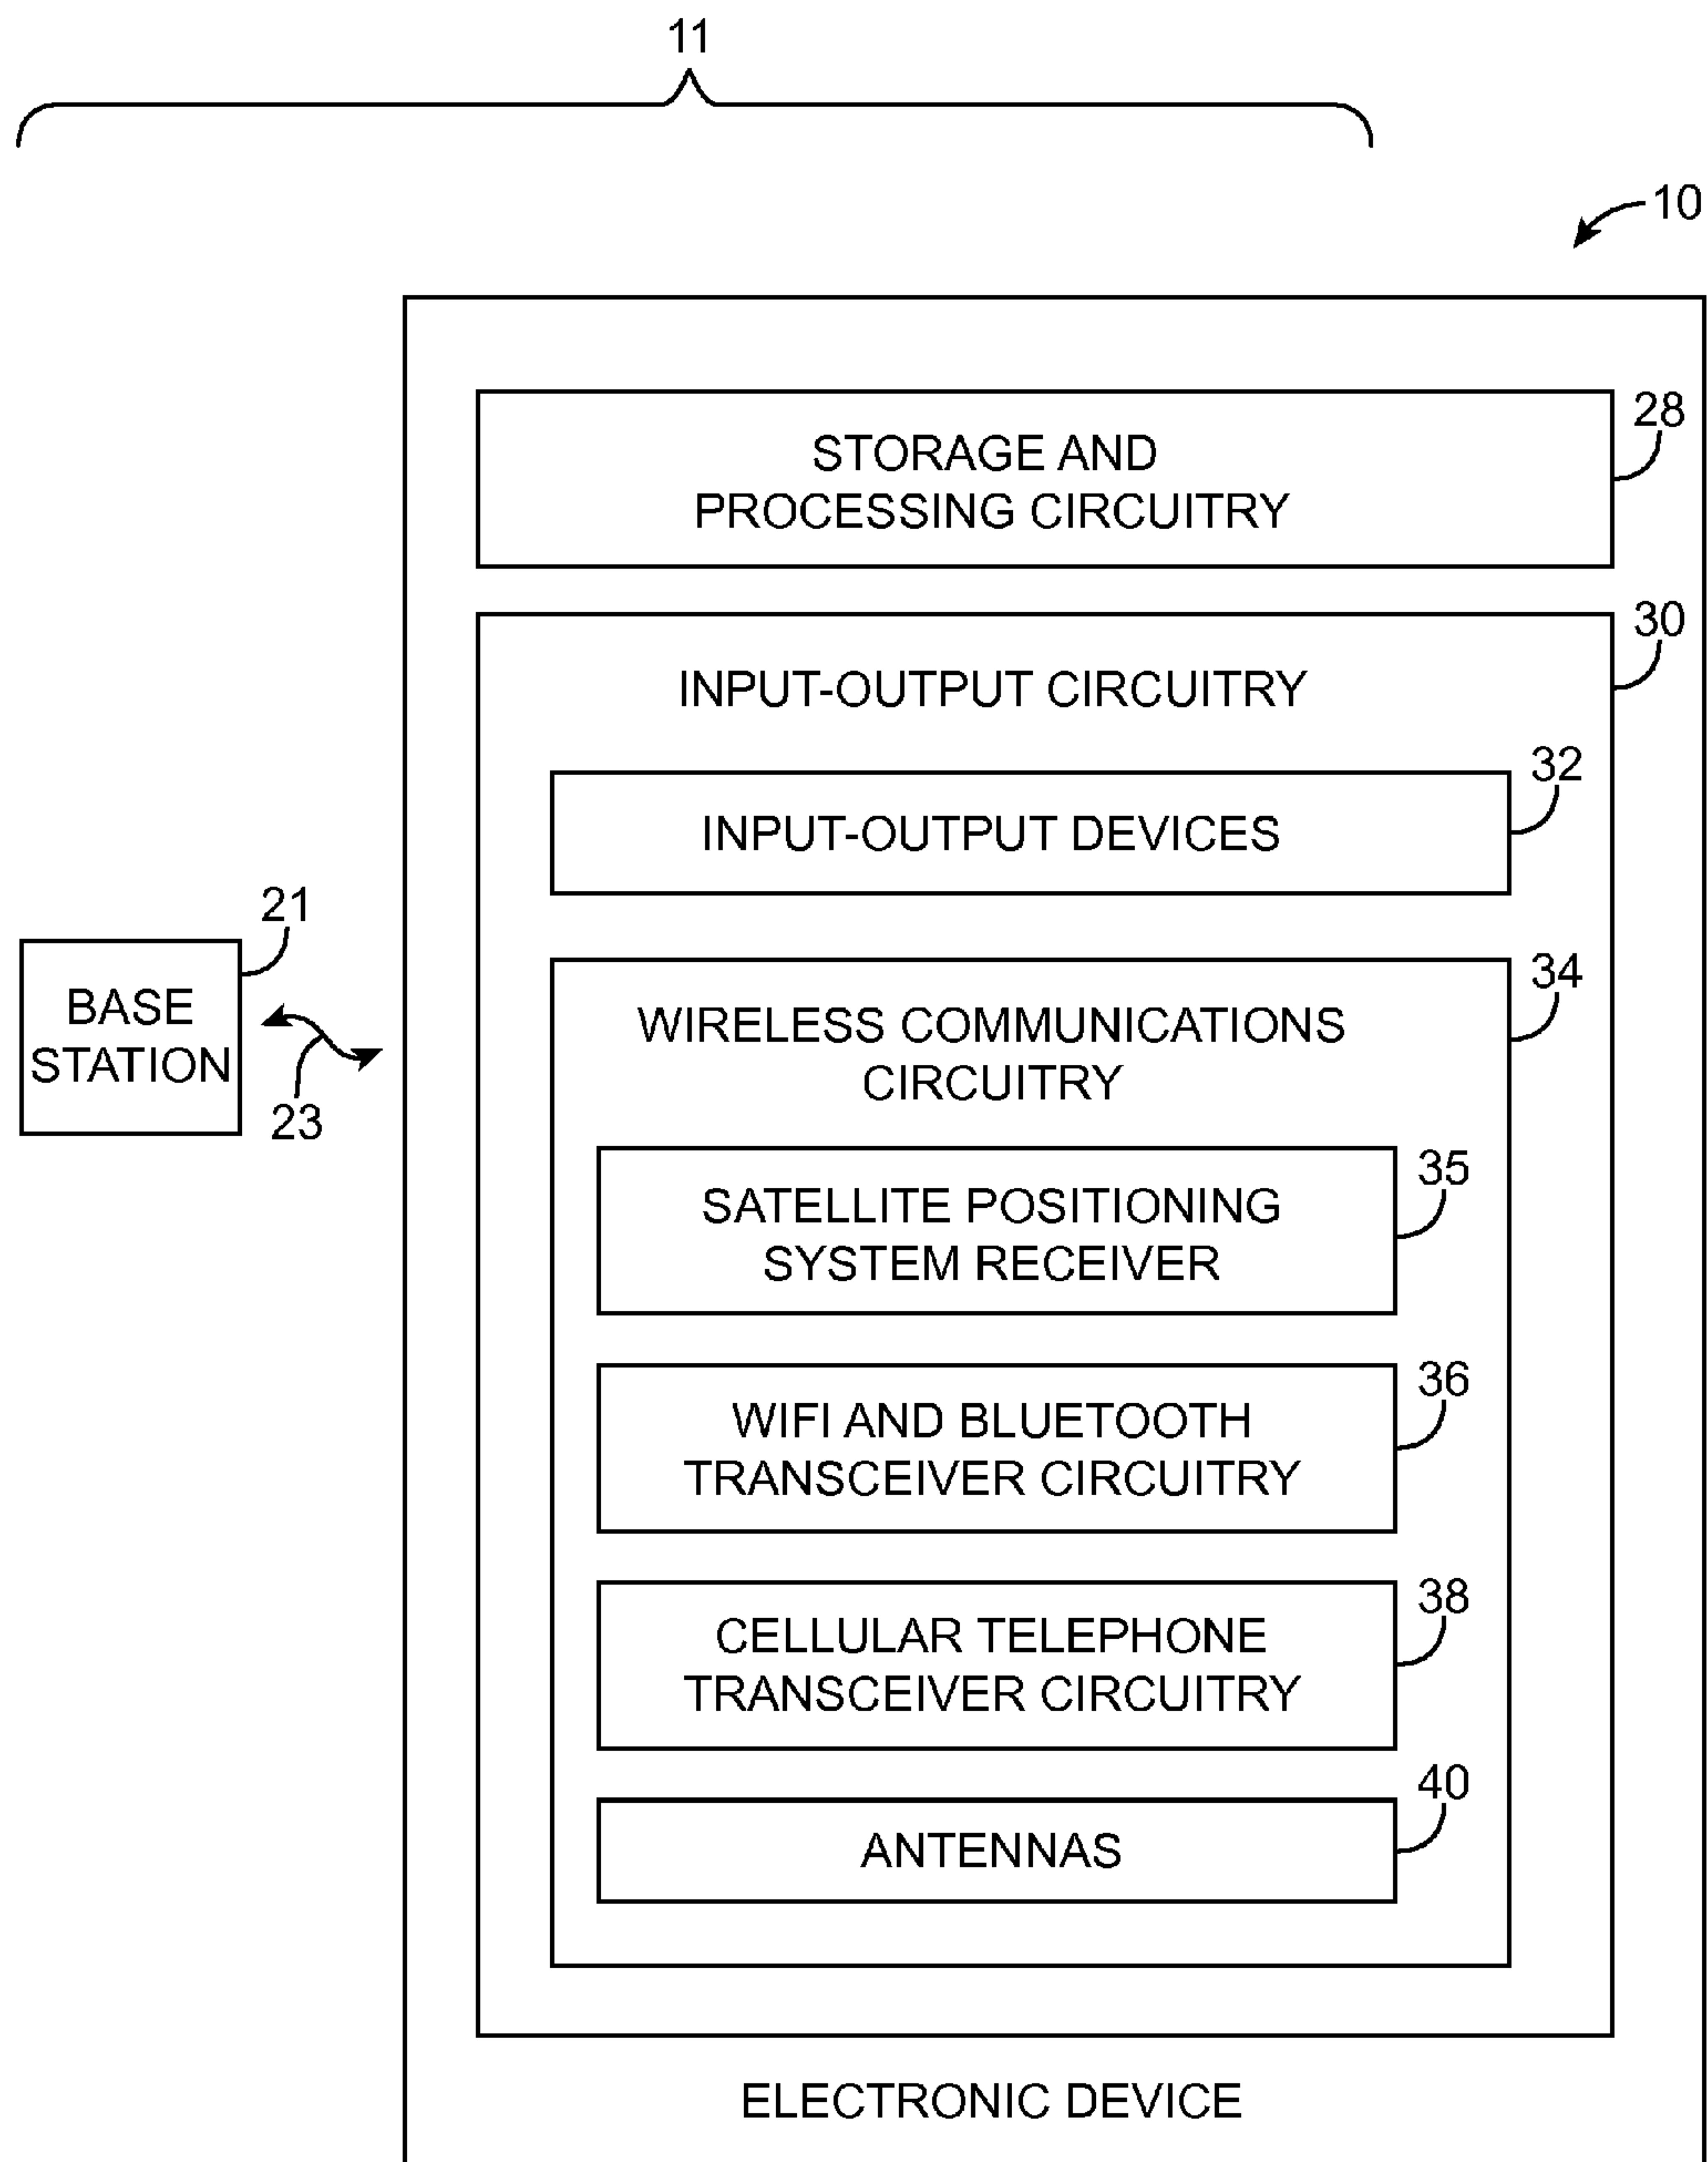 11
10
STORAGE AND
PROCESSING CIRCUITRY
28
INPUT-OUTPUT CIRCUITRY
30
INPUT-OUTPUT DEVICES
32
BASE
STATION
21
23
WIRELESS COMMUNICATIONS
CIRCUITRY
34
SATELLITE POSITIONING
SYSTEM RECEIVER
35
WIFI AND BLUETOOTH
TRANSCEIVER CIRCUITRY
36
CELLULAR TELEPHONE
TRANSCEIVER CIRCUITRY
38
ANTENNAS
40
ELECTRONIC DEVICE